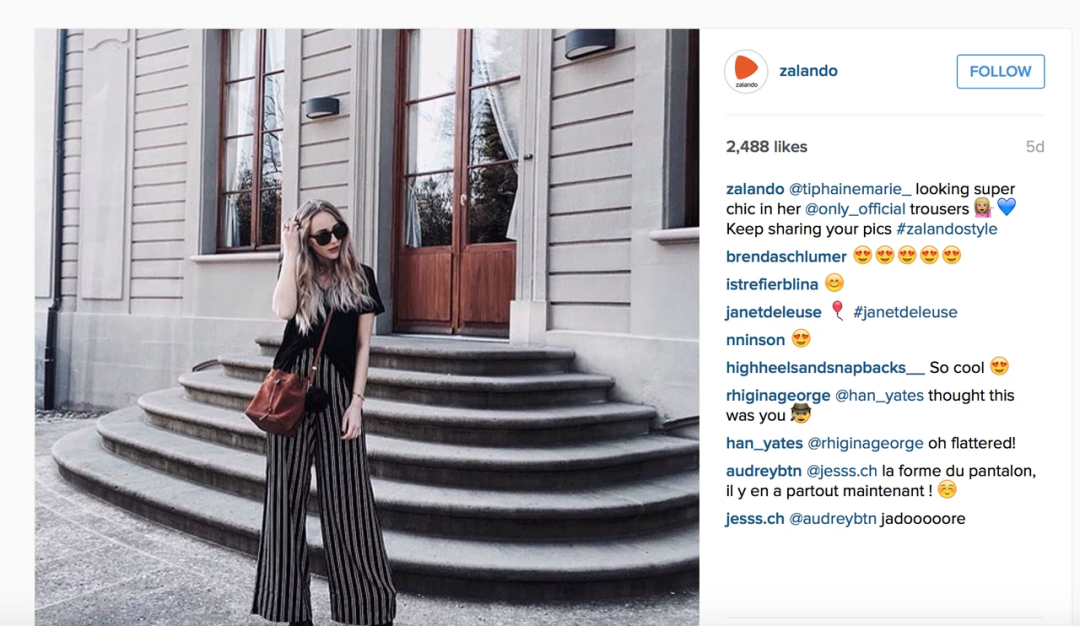 zalando
zalando
FOLLOW
2,488 likes
5d
zalando @tiphainemarie_ looking super
chic in her @only_official trousers 💁🏼💙
Keep sharing your pics #zalandostyle
brendaschlumer 😍😍😍😍😍
istrefierblina 😊
janetdeleuse 🎈 #janetdeleuse
nninson 😍
highheelsandsnapbacks__ So cool 😍
rhiginageorge @han_yates thought this
was you 🕵
han_yates @rhiginageorge oh flattered!
audreybtn @jesss.ch la forme du pantalon,
il y en a partout maintenant ! ☺️
jesss.ch @audreybtn jadooooore